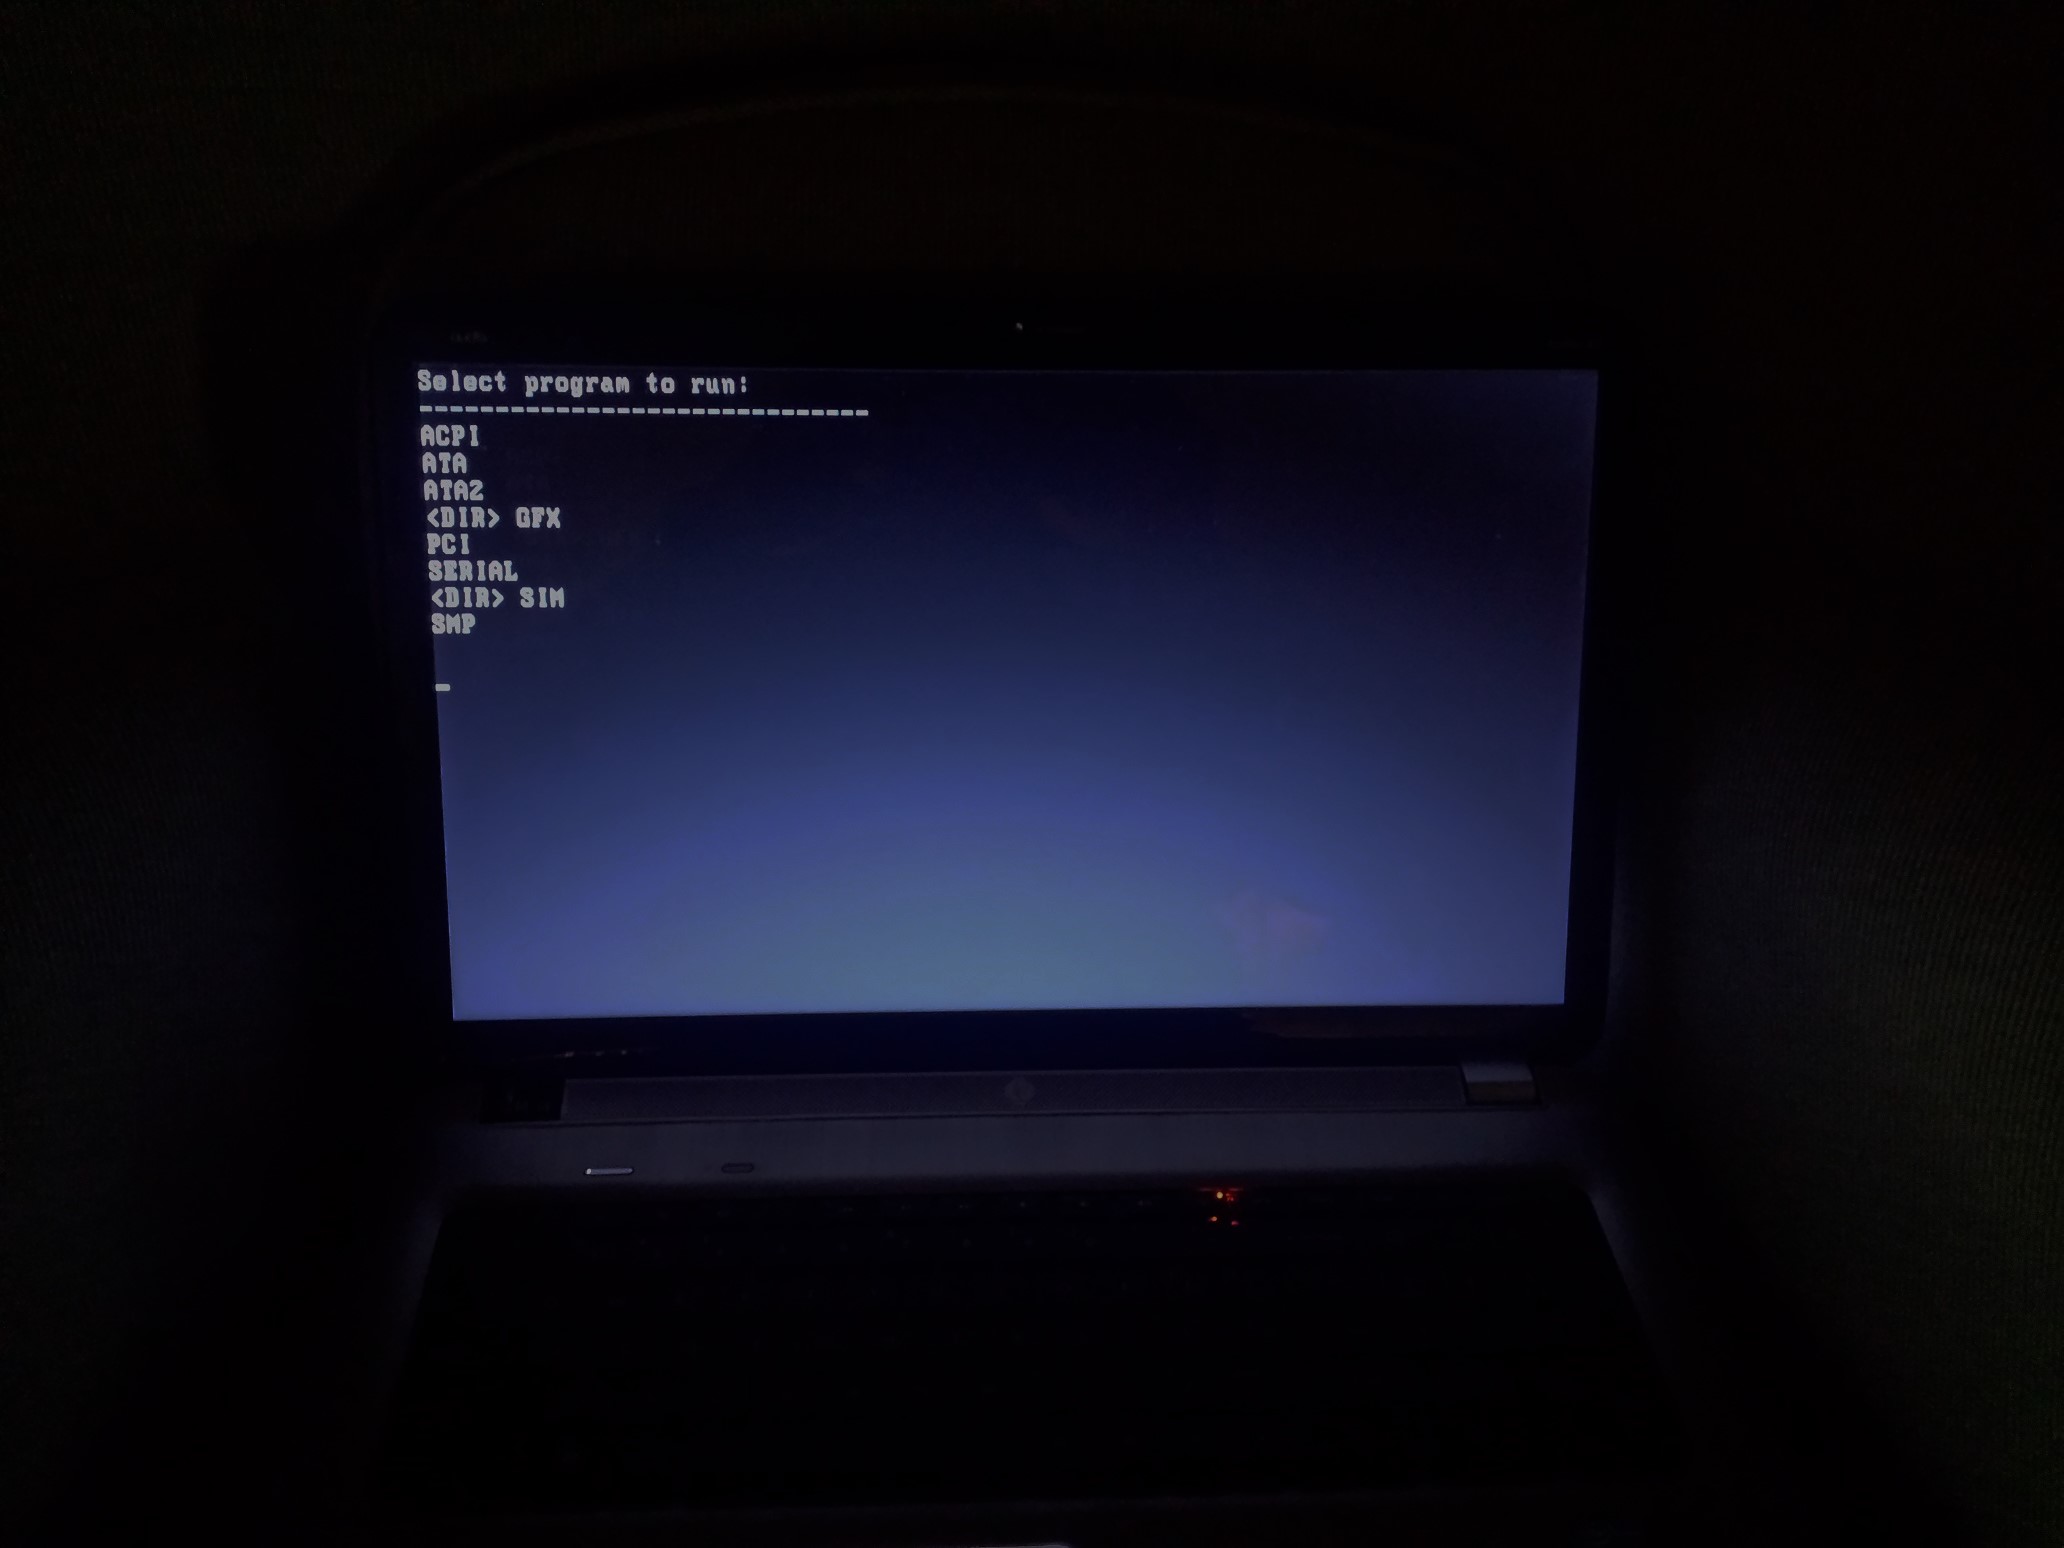 Select program to run:
------------------------------
ACPI
ATA
ATA2
<DIR> GFX
PCI
SERIAL
<DIR> SIM
SMP
_